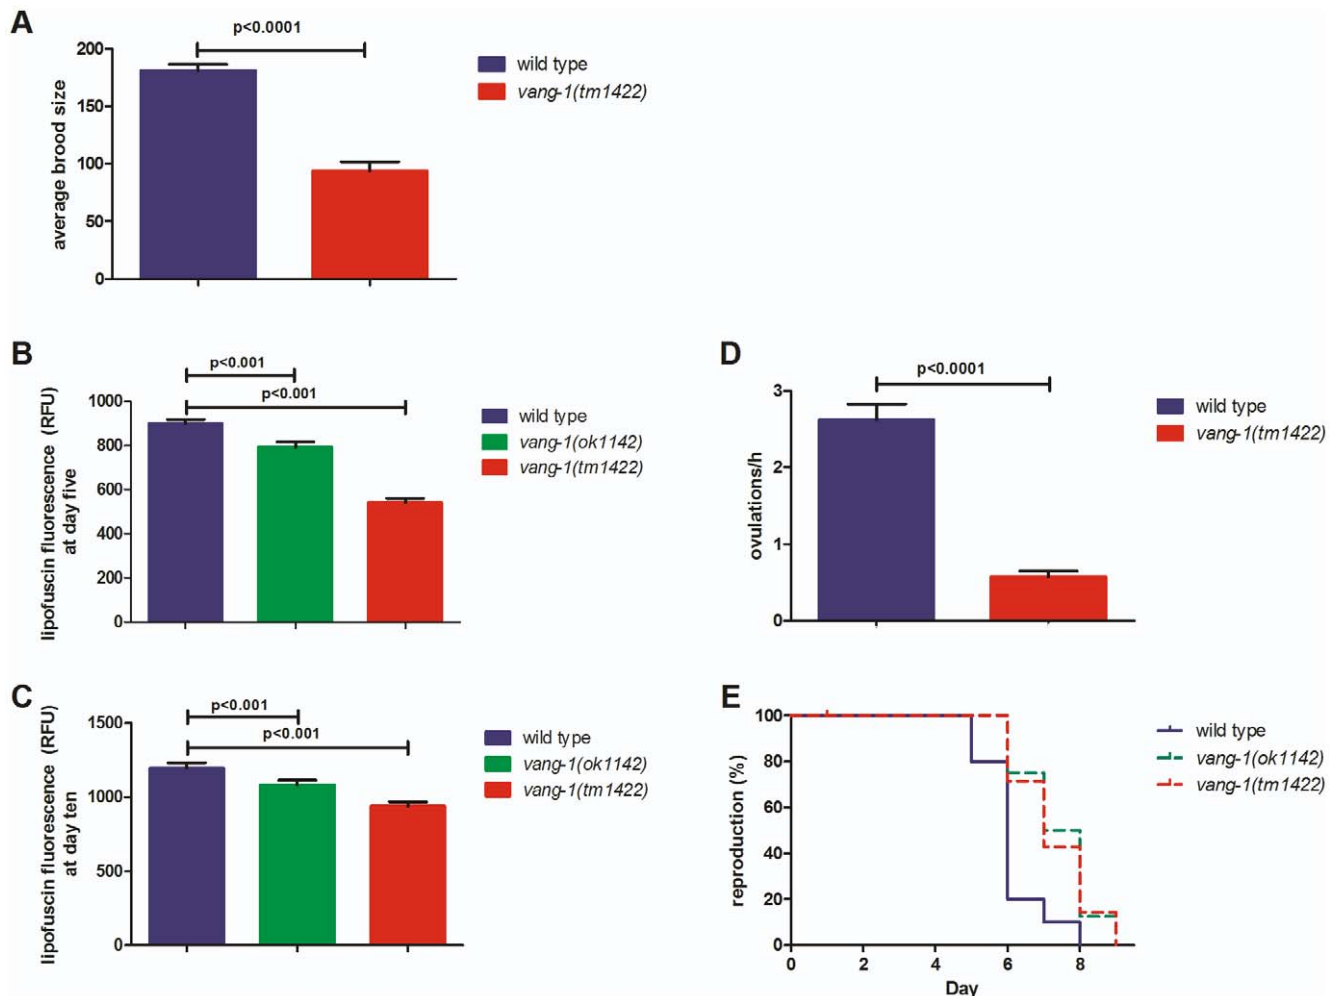 A
p<0.0001
200
150
100
50
0
average brood size
wild type
vang-1(tm1422)
B
p<0.001
p<0.001
1000
800
600
400
200
0
lipofuscin fluorescence (RFU)
at day five
wild type
vang-1(ok1142)
vang-1(tm1422)
C
p<0.001
p<0.001
1500
1000
500
0
lipofuscin fluorescence (RFU)
at day ten
wild type
vang-1(ok1142)
vang-1(tm1422)
D
p<0.0001
3
2
1
0
ovulations/h
wild type
vang-1(tm1422)
E
100
80
60
40
20
0
reproduction (%)
0 2 4 6 8
Day
wild type
vang-1(ok1142)
vang-1(tm1422)